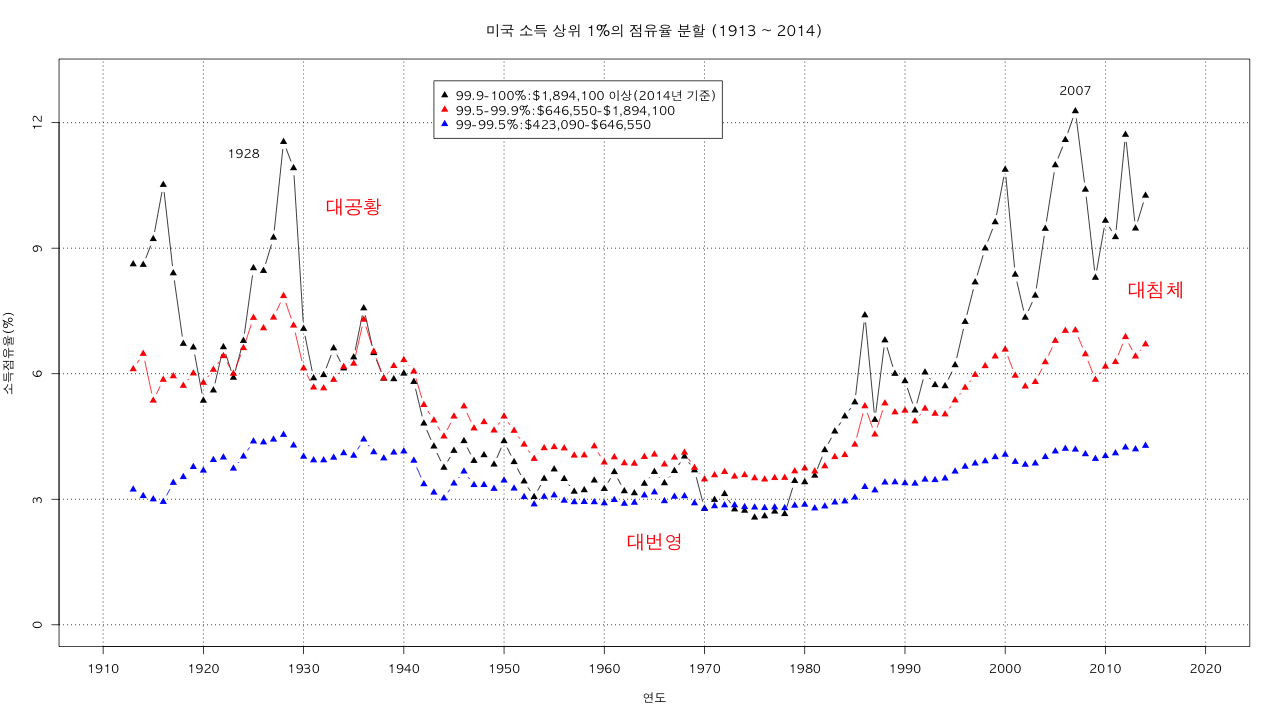 미국 소득 상위 1%의 점유율 분할 (1913 ~ 2014)
99.9-100%:$1,894,100 이상(2014년 기준)
99.5-99.9%:$646,550-$1,894,100
99-99.5%:$423,090-$646,550
2007
1928
대공황
대침체
대번영
소득점유율(%)
12
9
6
3
0
1910 1920 1930 1940 1950 1960 1970 1980 1990 2000 2010 2020
연도